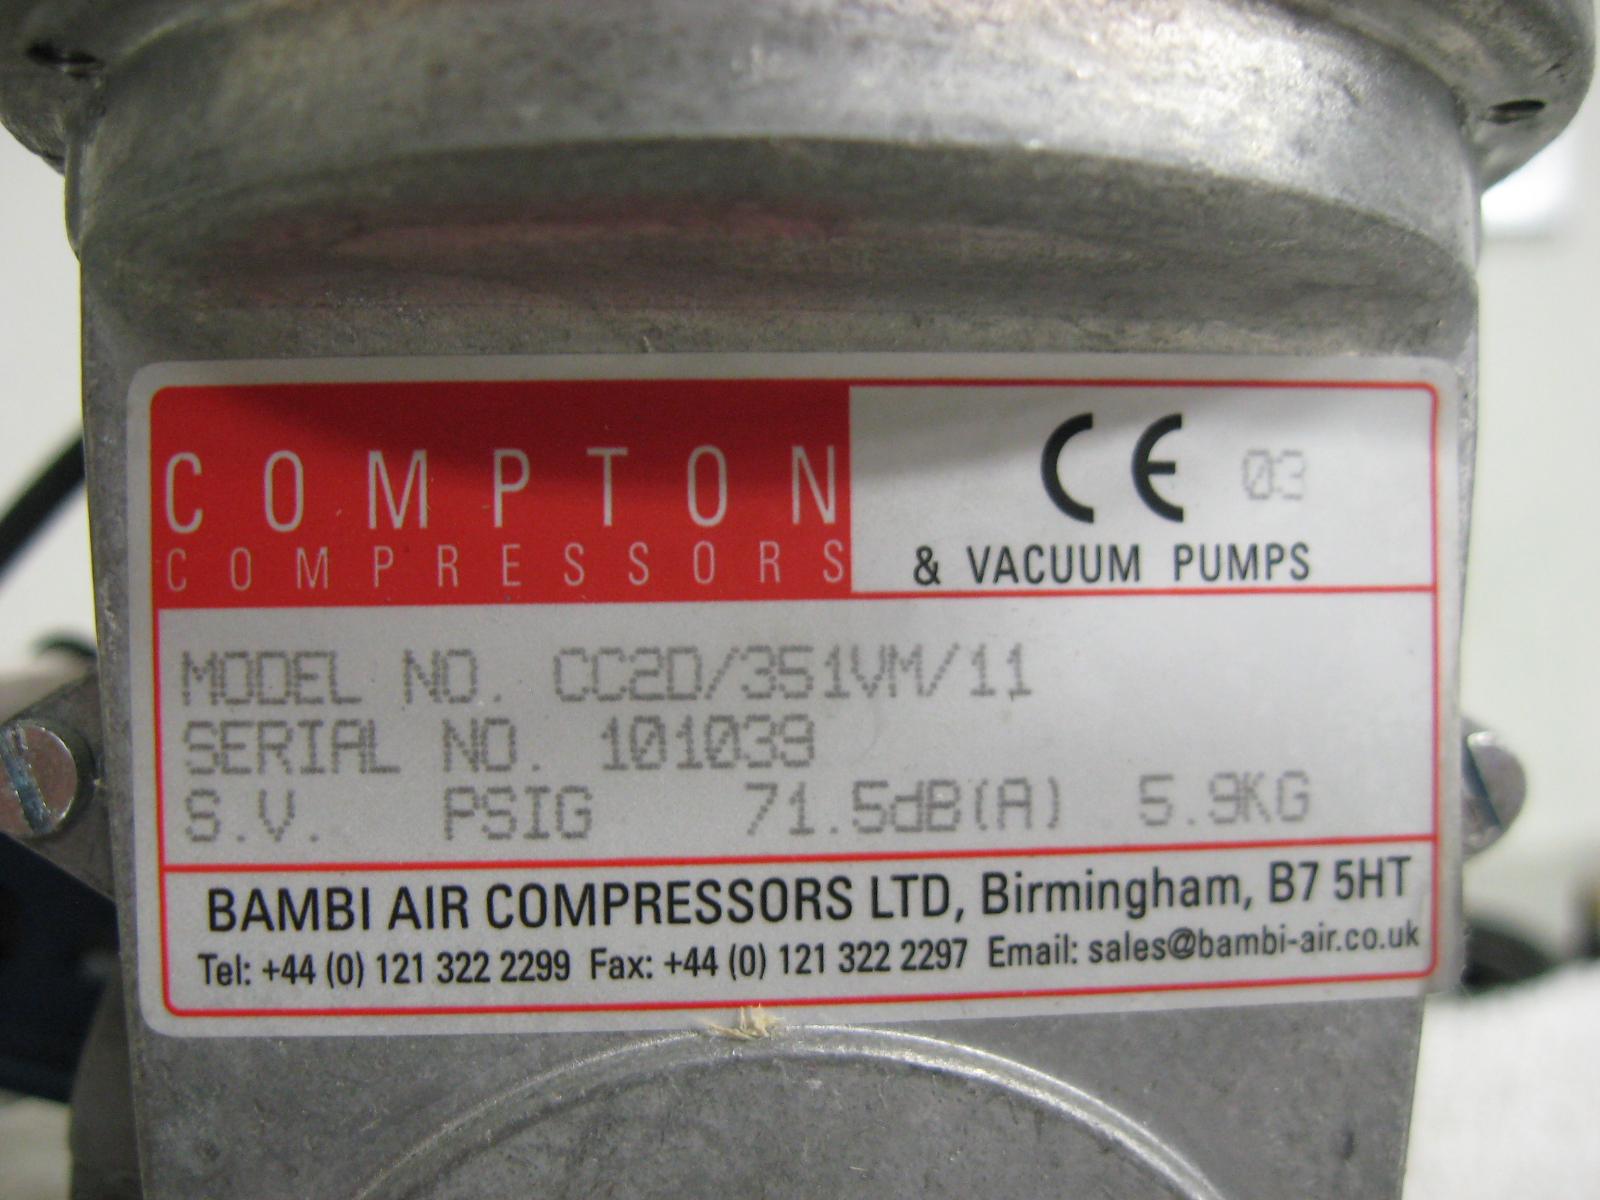 COMPTON
COMPRESSORS
CE 03
& VACUUM PUMPS
MODEL NO. CC2D/351VM/11
SERIAL NO. 101039
S.V. PSIG 71.5dB(A) 5.9KG
BAMBI AIR COMPRESSORS LTD, Birmingham, B7 5HT
Tel: +44 (0) 121 322 2299 Fax: +44 (0) 121 322 2297 Email: sales@bambi-air.co.uk